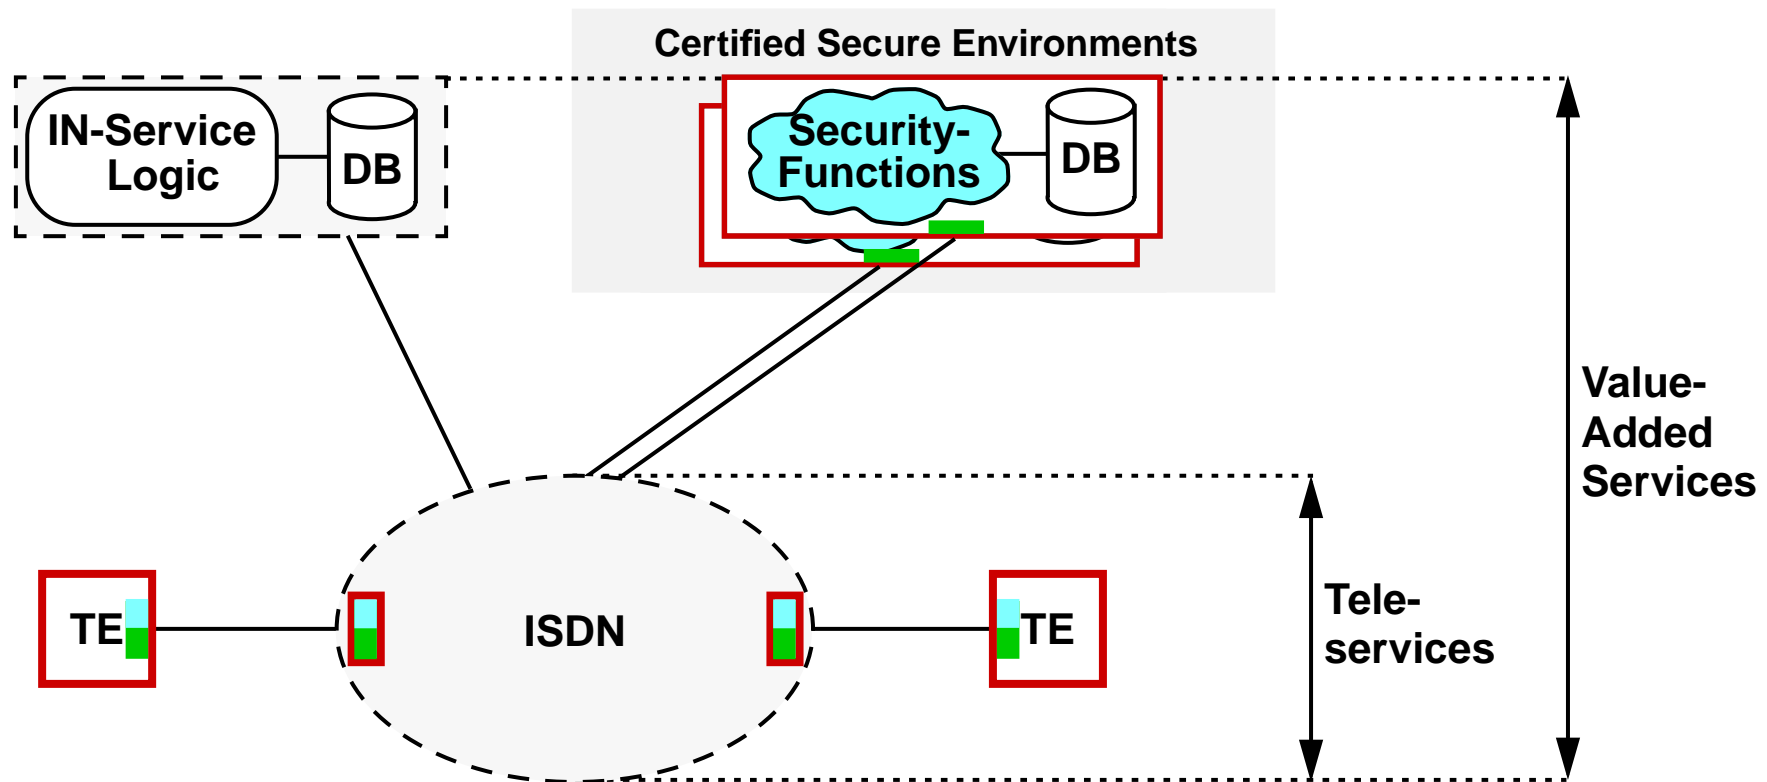 Certified Secure Environments
IN-Service
Logic
DB
Security-
Functions
DB
Value-
Added
Services
TE
ISDN
TE
Tele-
services